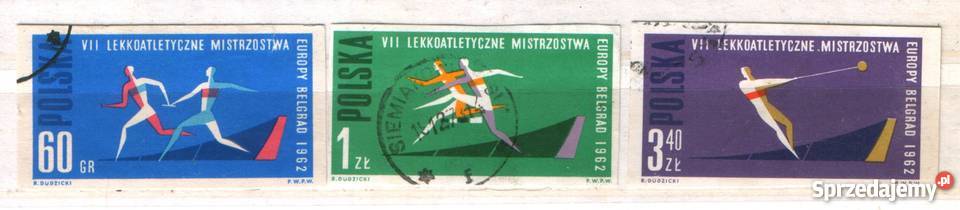 VII LEKKOATLETYCZNE MISTRZOSTWA
EUROPY BELGRAD 1962
POLSKA
60 GR
R. DUDZICKI
P.W.P.W.
VII LEKKOATLETYCZNE MISTRZOSTWA
EUROPY BELGRAD 1962
POLSKA
1 ZŁ
SIEMIA
R. DUDZICKI
P.W.P.W.
VII LEKKOATLETYCZNE MISTRZOSTWA
EUROPY BELGRAD 1962
POLSKA
3 40 ZŁ
R. DUDZICKI
Sprzedajemy.pl